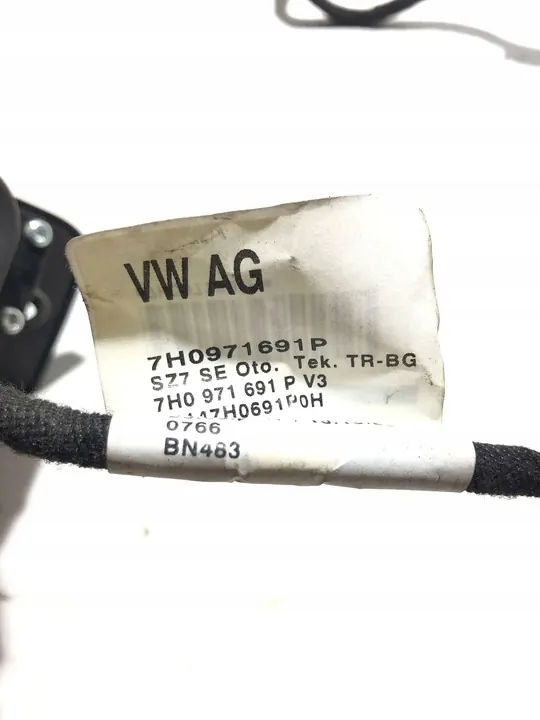 VW AG
7H0971691P
SZ7 SE Oto. Tek. TR-BG
7H0 971 691 P V3
0766
BN483